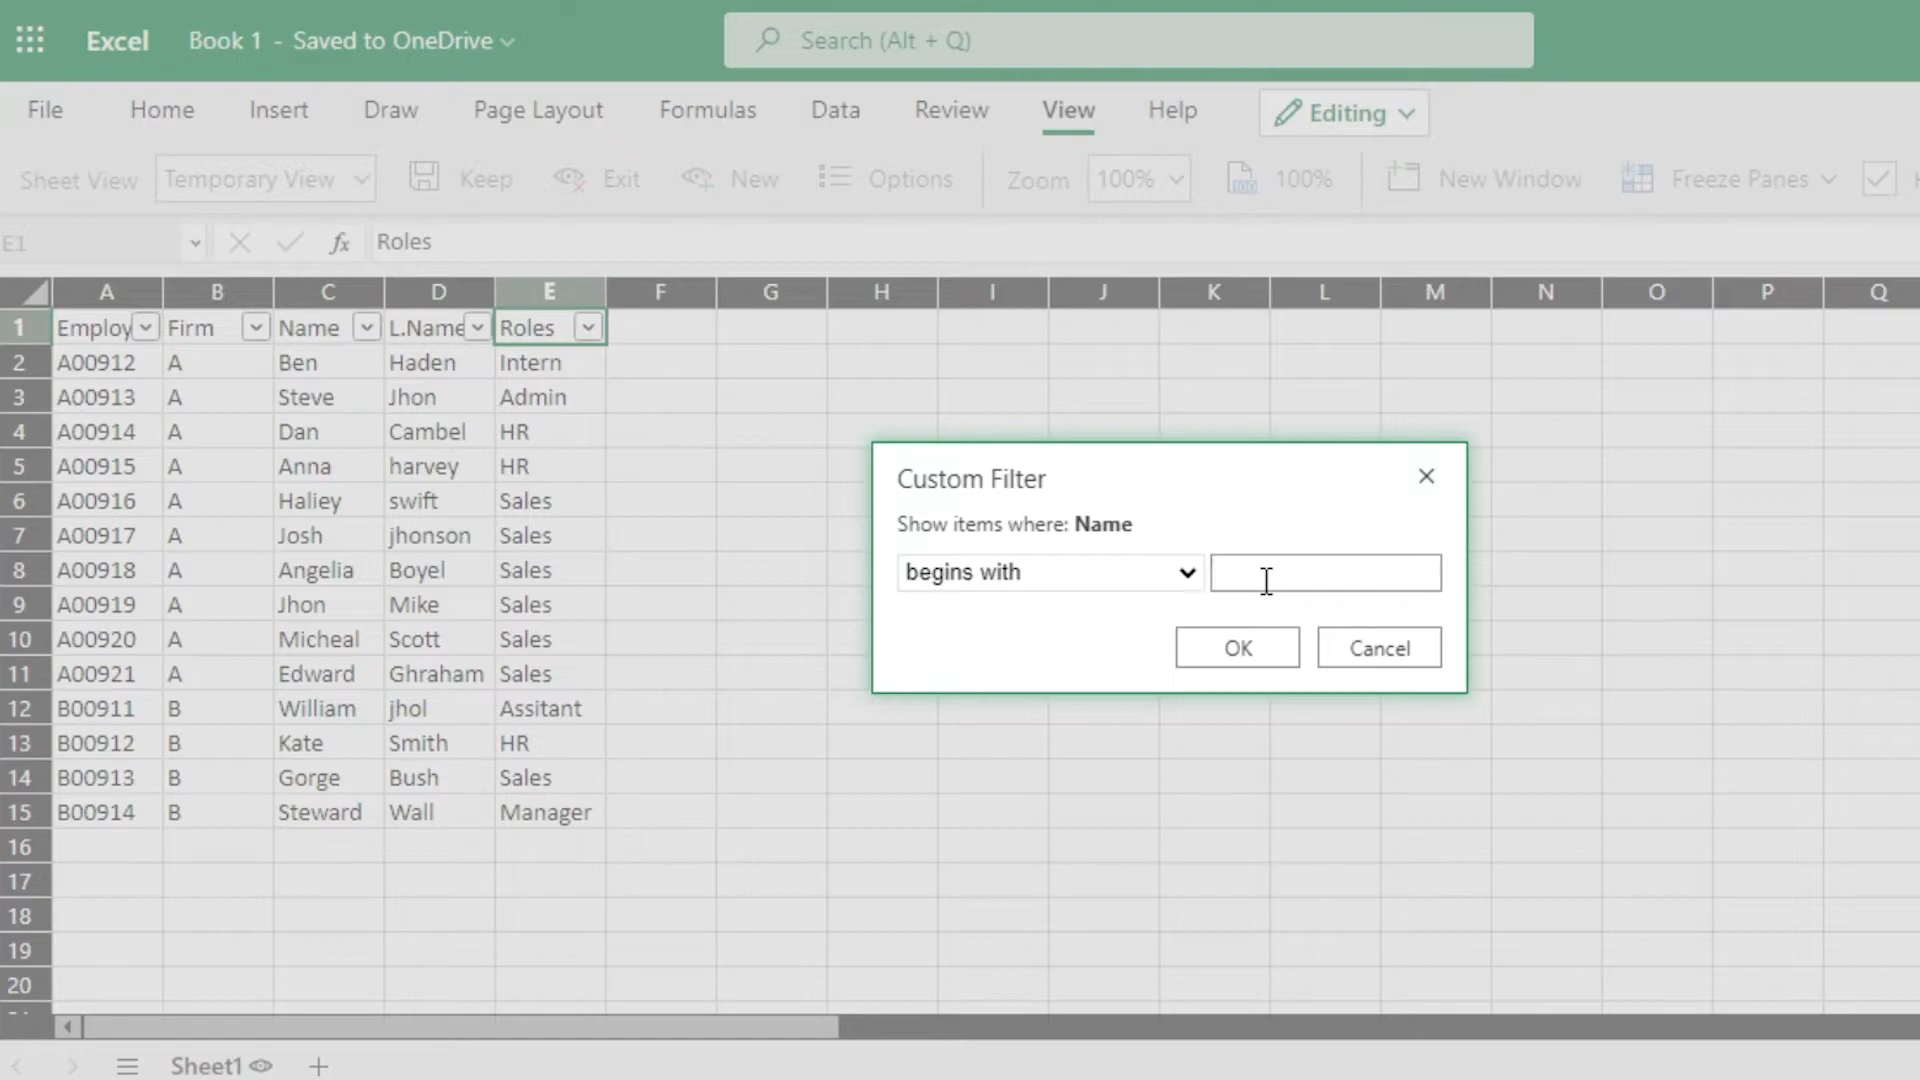 Excel Book 1 - Saved to OneDrive Search (Alt + Q)
File Home Insert Draw Page Layout Formulas Data Review View Help Editing
Sheet View Temporary View Keep Exit New Options Zoom 100% 100% New Window Freeze Panes
E1 fx Roles
A B C D E F G H I J K L M N O P Q
1 Employ Firm Name L.Name Roles
2 A00912 A Ben Haden Intern
3 A00913 A Steve Jhon Admin
4 A00914 A Dan Cambel HR
5 A00915 A Anna harvey HR
6 A00916 A Haliey swift Sales
7 A00917 A Josh jhonson Sales
8 A00918 A Angelia Boyel Sales
9 A00919 A Jhon Mike Sales
10 A00920 A Micheal Scott Sales
11 A00921 A Edward Ghraham Sales
12 B00911 B William jhol Assitant
13 B00912 B Kate Smith HR
14 B00913 B Gorge Bush Sales
15 B00914 B Steward Wall Manager
16
17
18
19
20
Custom Filter
Show items where: Name
begins with
OK Cancel
Sheet1